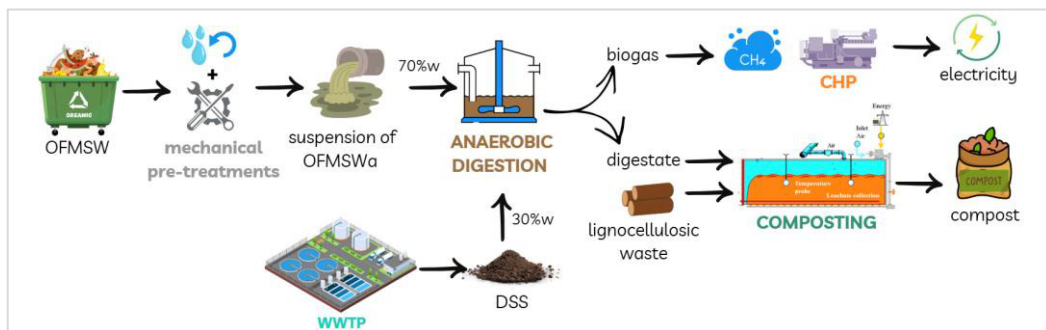 ORGANIC
OFMSW
+
mechanical
pre-treatments
suspension of
OFMSWa
70%w
ANAEROBIC
DIGESTION
30%w
WWTP
DSS
biogas
CH4
CHP
electricity
digestate
lignocellulosic
waste
Energy
Inlet
Air
Air
Temperature
probe
Leachate collection
COMPOSTING
COMPOST
compost